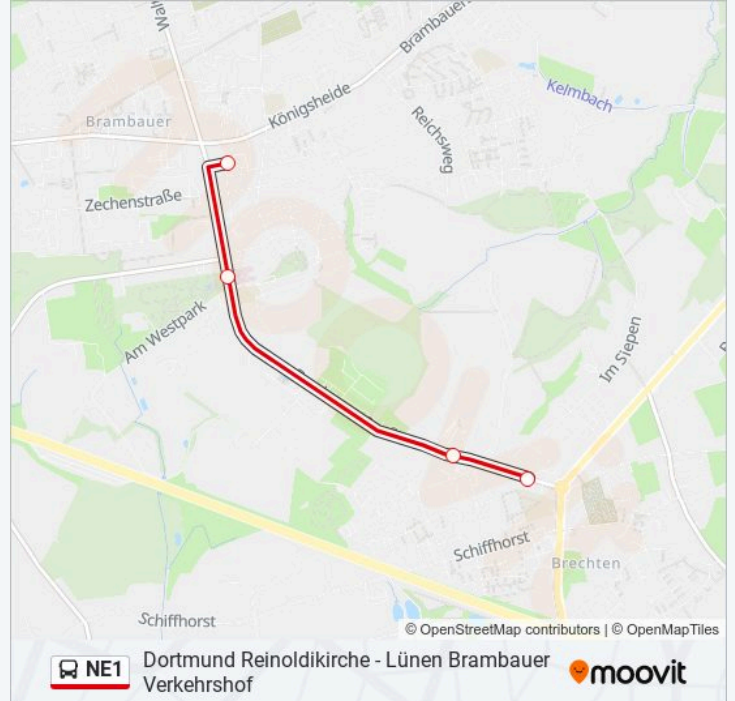 Wal
Brambauer
Kelmbach
Königsheide
Brambauer
Reichsweg
Zechenstraße
Am Westpark
Im Siepen
Schiffhorst
Brechten
Schiffhorst
© OpenStreetMap contributors | © OpenMapTiles
NE1
Dortmund Reinoldikirche - Lünen Brambauer
Verkehrshof
moovit